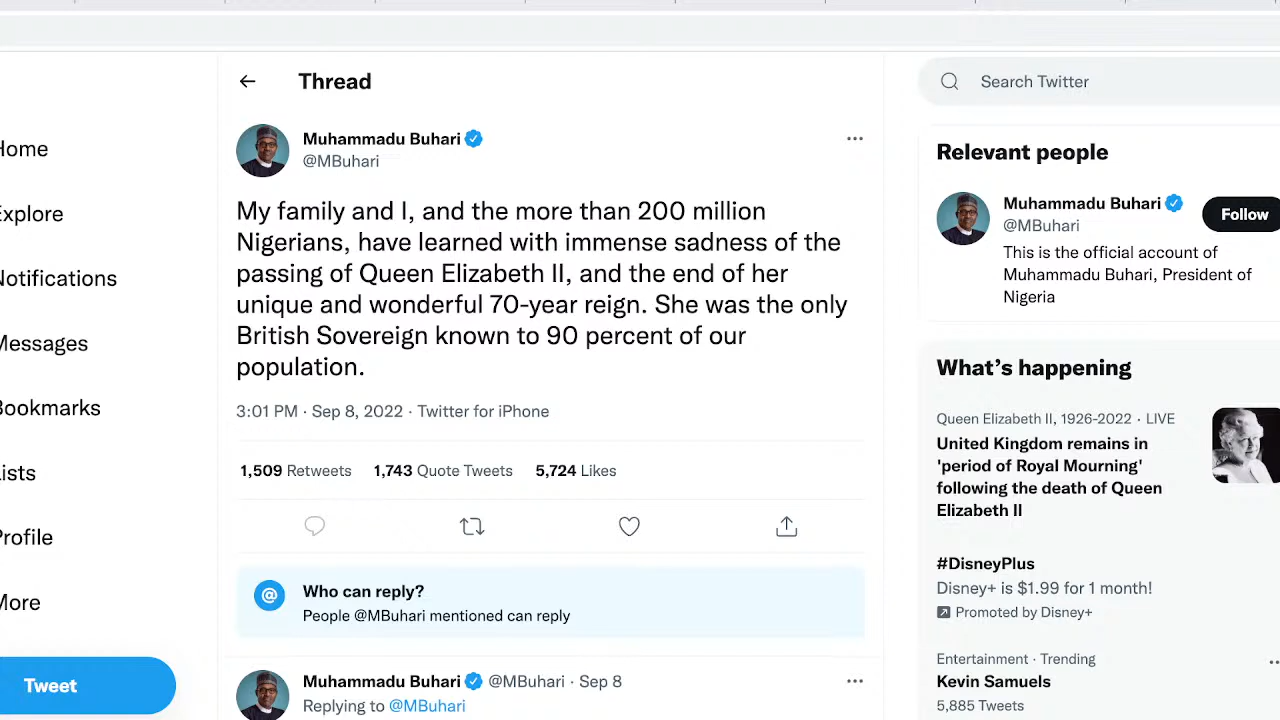 Home
Explore
Notifications
Messages
Bookmarks
Lists
Profile
More
Tweet
Thread
Muhammadu Buhari
@MBuhari
My family and I, and the more than 200 million
Nigerians, have learned with immense sadness of the
passing of Queen Elizabeth II, and the end of her
unique and wonderful 70-year reign. She was the only
British Sovereign known to 90 percent of our
population.
3:01 PM · Sep 8, 2022 · Twitter for iPhone
1,509 Retweets 1,743 Quote Tweets 5,724 Likes
@
Who can reply?
People @MBuhari mentioned can reply
Muhammadu Buhari @MBuhari · Sep 8
Replying to @MBuhari
Search Twitter
Relevant people
Muhammadu Buhari
@MBuhari
Follow
This is the official account of
Muhammadu Buhari, President of
Nigeria
What's happening
Queen Elizabeth II, 1926-2022 · LIVE
United Kingdom remains in
'period of Royal Mourning'
following the death of Queen
Elizabeth II
#DisneyPlus
Disney+ is $1.99 for 1 month!
Promoted by Disney+
Entertainment · Trending
Kevin Samuels
5,885 Tweets